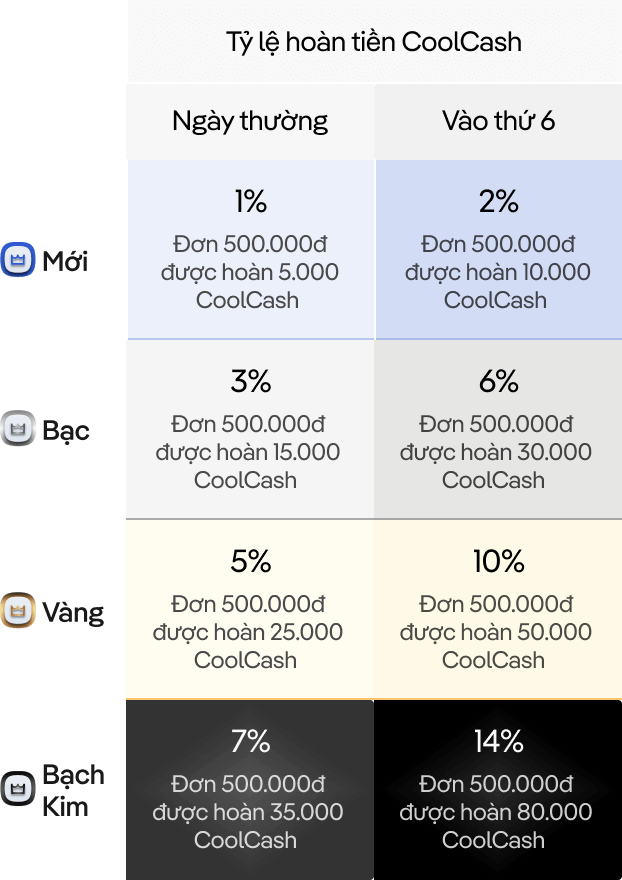 Tỷ lệ hoàn tiền CoolCash
Ngày thường
Vào thứ 6
Mới
1%
Đơn 500.000đ
được hoàn 5.000
CoolCash
2%
Đơn 500.000đ
được hoàn 10.000
CoolCash
Bạc
3%
Đơn 500.000đ
được hoàn 15.000
CoolCash
6%
Đơn 500.000đ
được hoàn 30.000
CoolCash
Vàng
5%
Đơn 500.000đ
được hoàn 25.000
CoolCash
10%
Đơn 500.000đ
được hoàn 50.000
CoolCash
Bạch
Kim
7%
Đơn 500.000đ
được hoàn 35.000
CoolCash
14%
Đơn 500.000đ
được hoàn 80.000
CoolCash